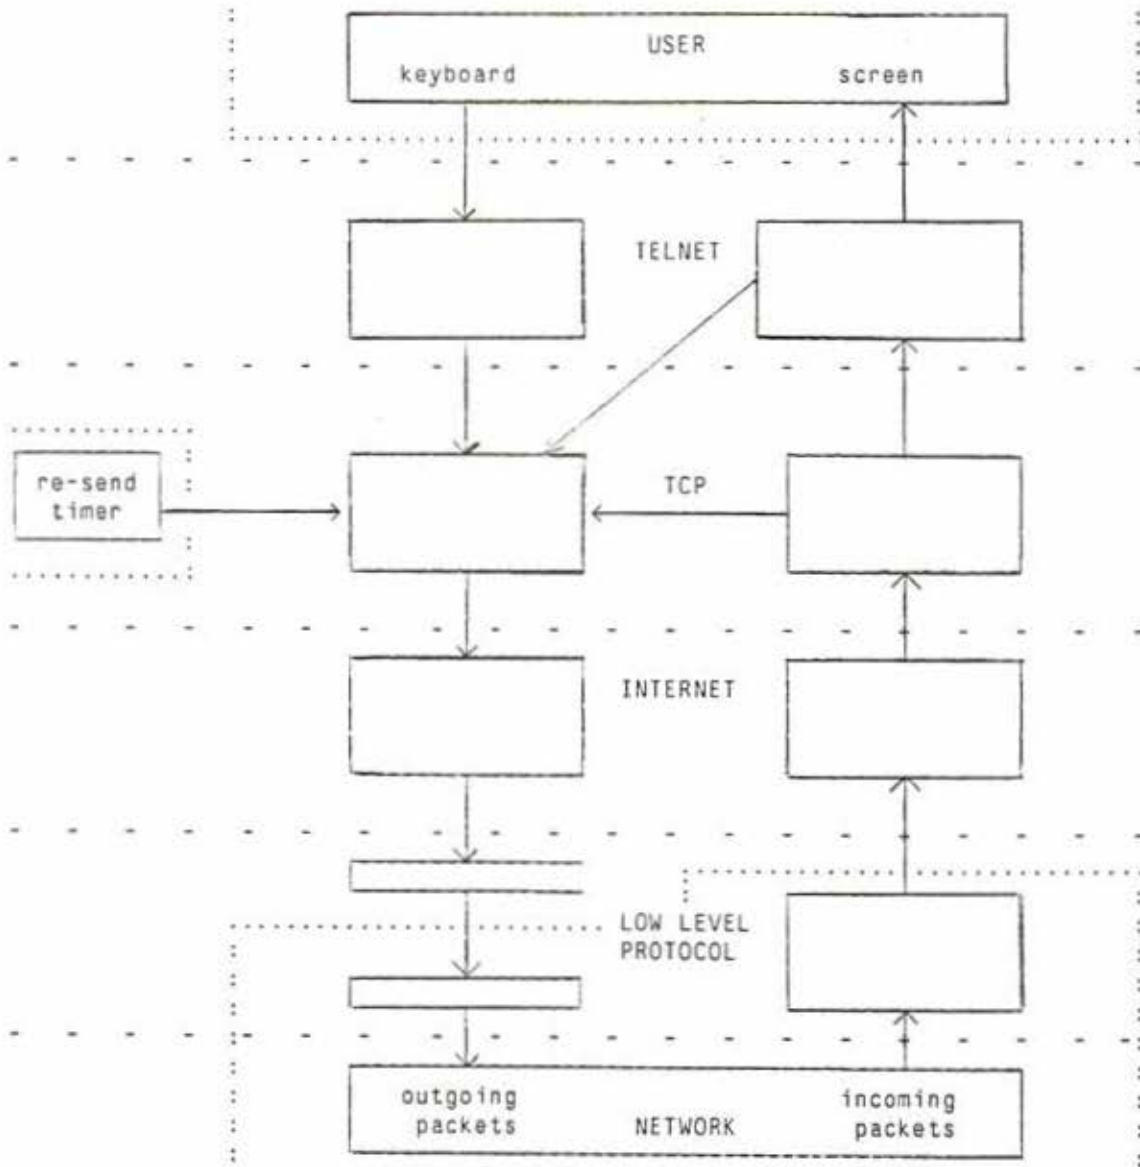 USER
keyboard screen
TELNET
re-send
timer
TCP
INTERNET
LOW LEVEL
PROTOCOL
outgoing
packets
NETWORK
incoming
packets